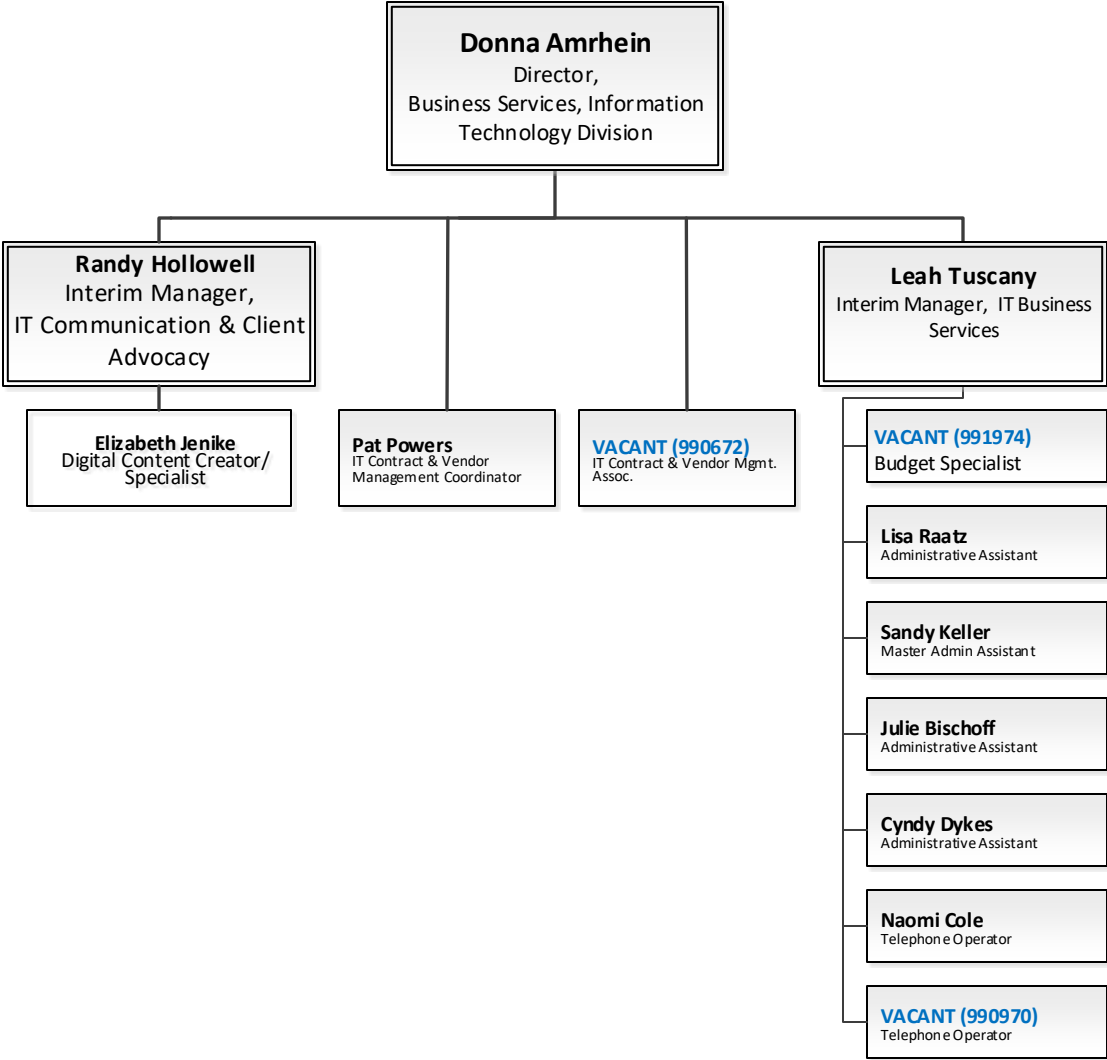 Donna Amrhein
Director,
Business Services, Information
Technology Division
Randy Hollowell
Interim Manager,
IT Communication & Client
Advocacy
Leah Tuscany
Interim Manager, IT Business
Services
Elizabeth Jenike
Digital Content Creator/
Specialist
Pat Powers
IT Contract & Vendor
Management Coordinator
VACANT (990672)
IT Contract & Vendor Mgmt.
Assoc.
VACANT (991974)
Budget Specialist
Lisa Raatz
Administrative Assistant
Sandy Keller
Master Admin Assistant
Julie Bischoff
Administrative Assistant
Cyndy Dykes
Administrative Assistant
Naomi Cole
Telephone Operator
VACANT (990970)
Telephone Operator